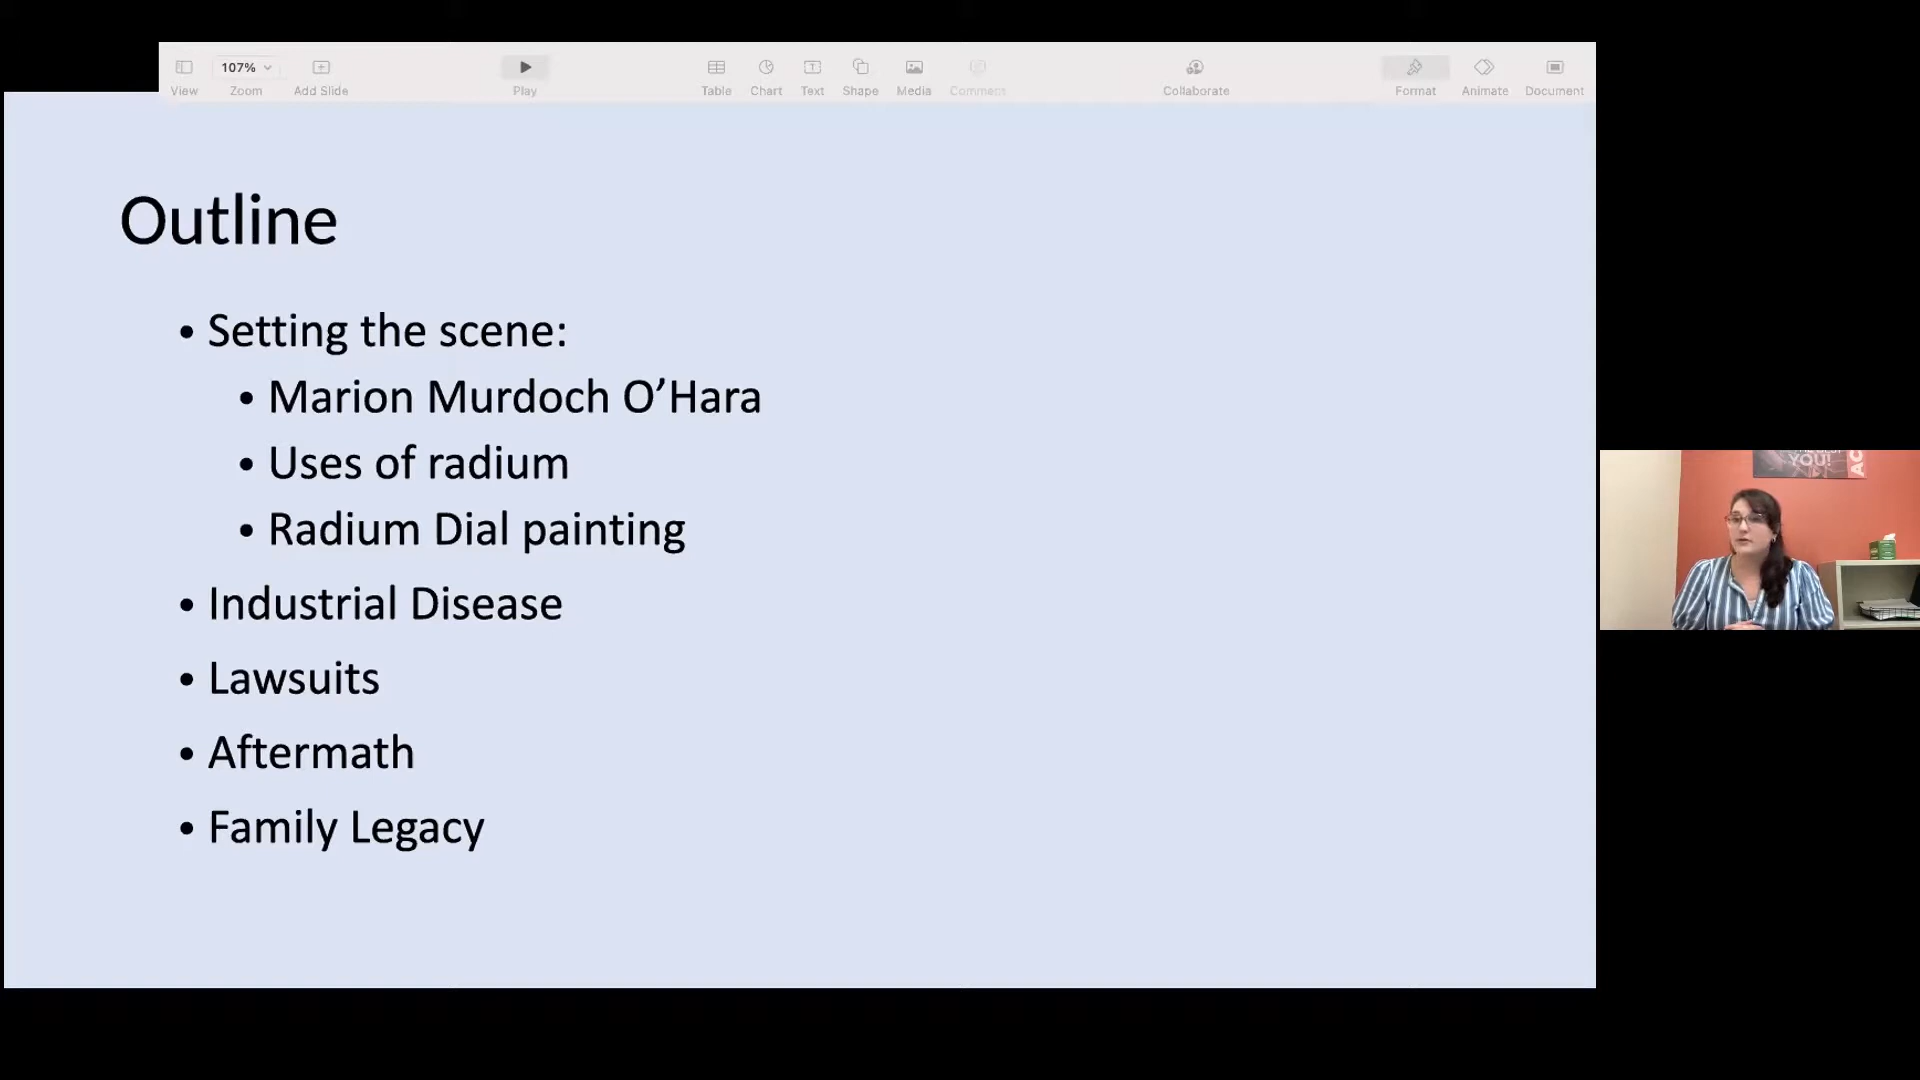 107%
View
Zoom
Add Slide
Play
Table
Chart
Text
Shape
Media
Comment
Collaborate
Format
Animate
Document
Outline
• Setting the scene:
• Marion Murdoch O’Hara
• Uses of radium
• Radium Dial painting
• Industrial Disease
• Lawsuits
• Aftermath
• Family Legacy
YOU!
AC